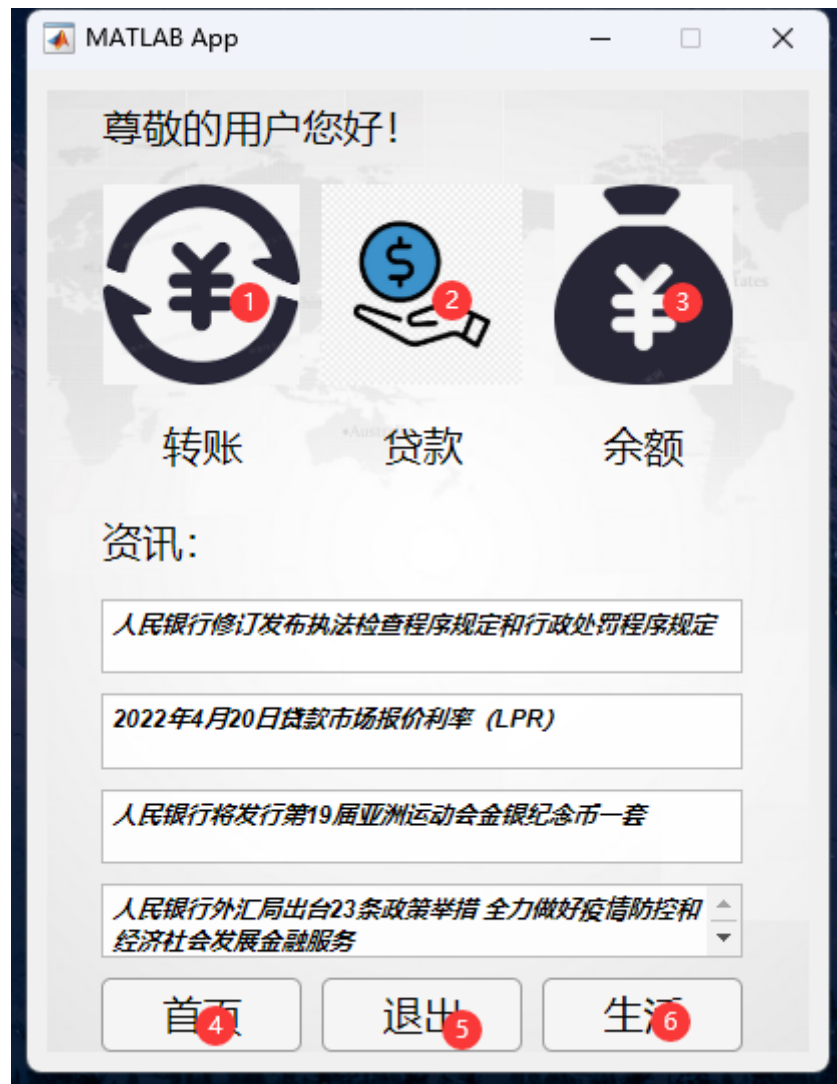 MATLAB App
尊敬的用户您好！
¥
$
¥
1
2
3
tates
•Austra
转账
贷款
余额
资讯：
人民银行修订发布执法检查程序规定和行政处罚程序规定
2022年4月20日贷款市场报价利率（LPR）
人民银行将发行第19届亚洲运动会金银纪念币一套
人民银行外汇局出台23条政策举措 全力做好疫情防控和
经济社会发展金融服务
首页
退出
生活
4
5
6